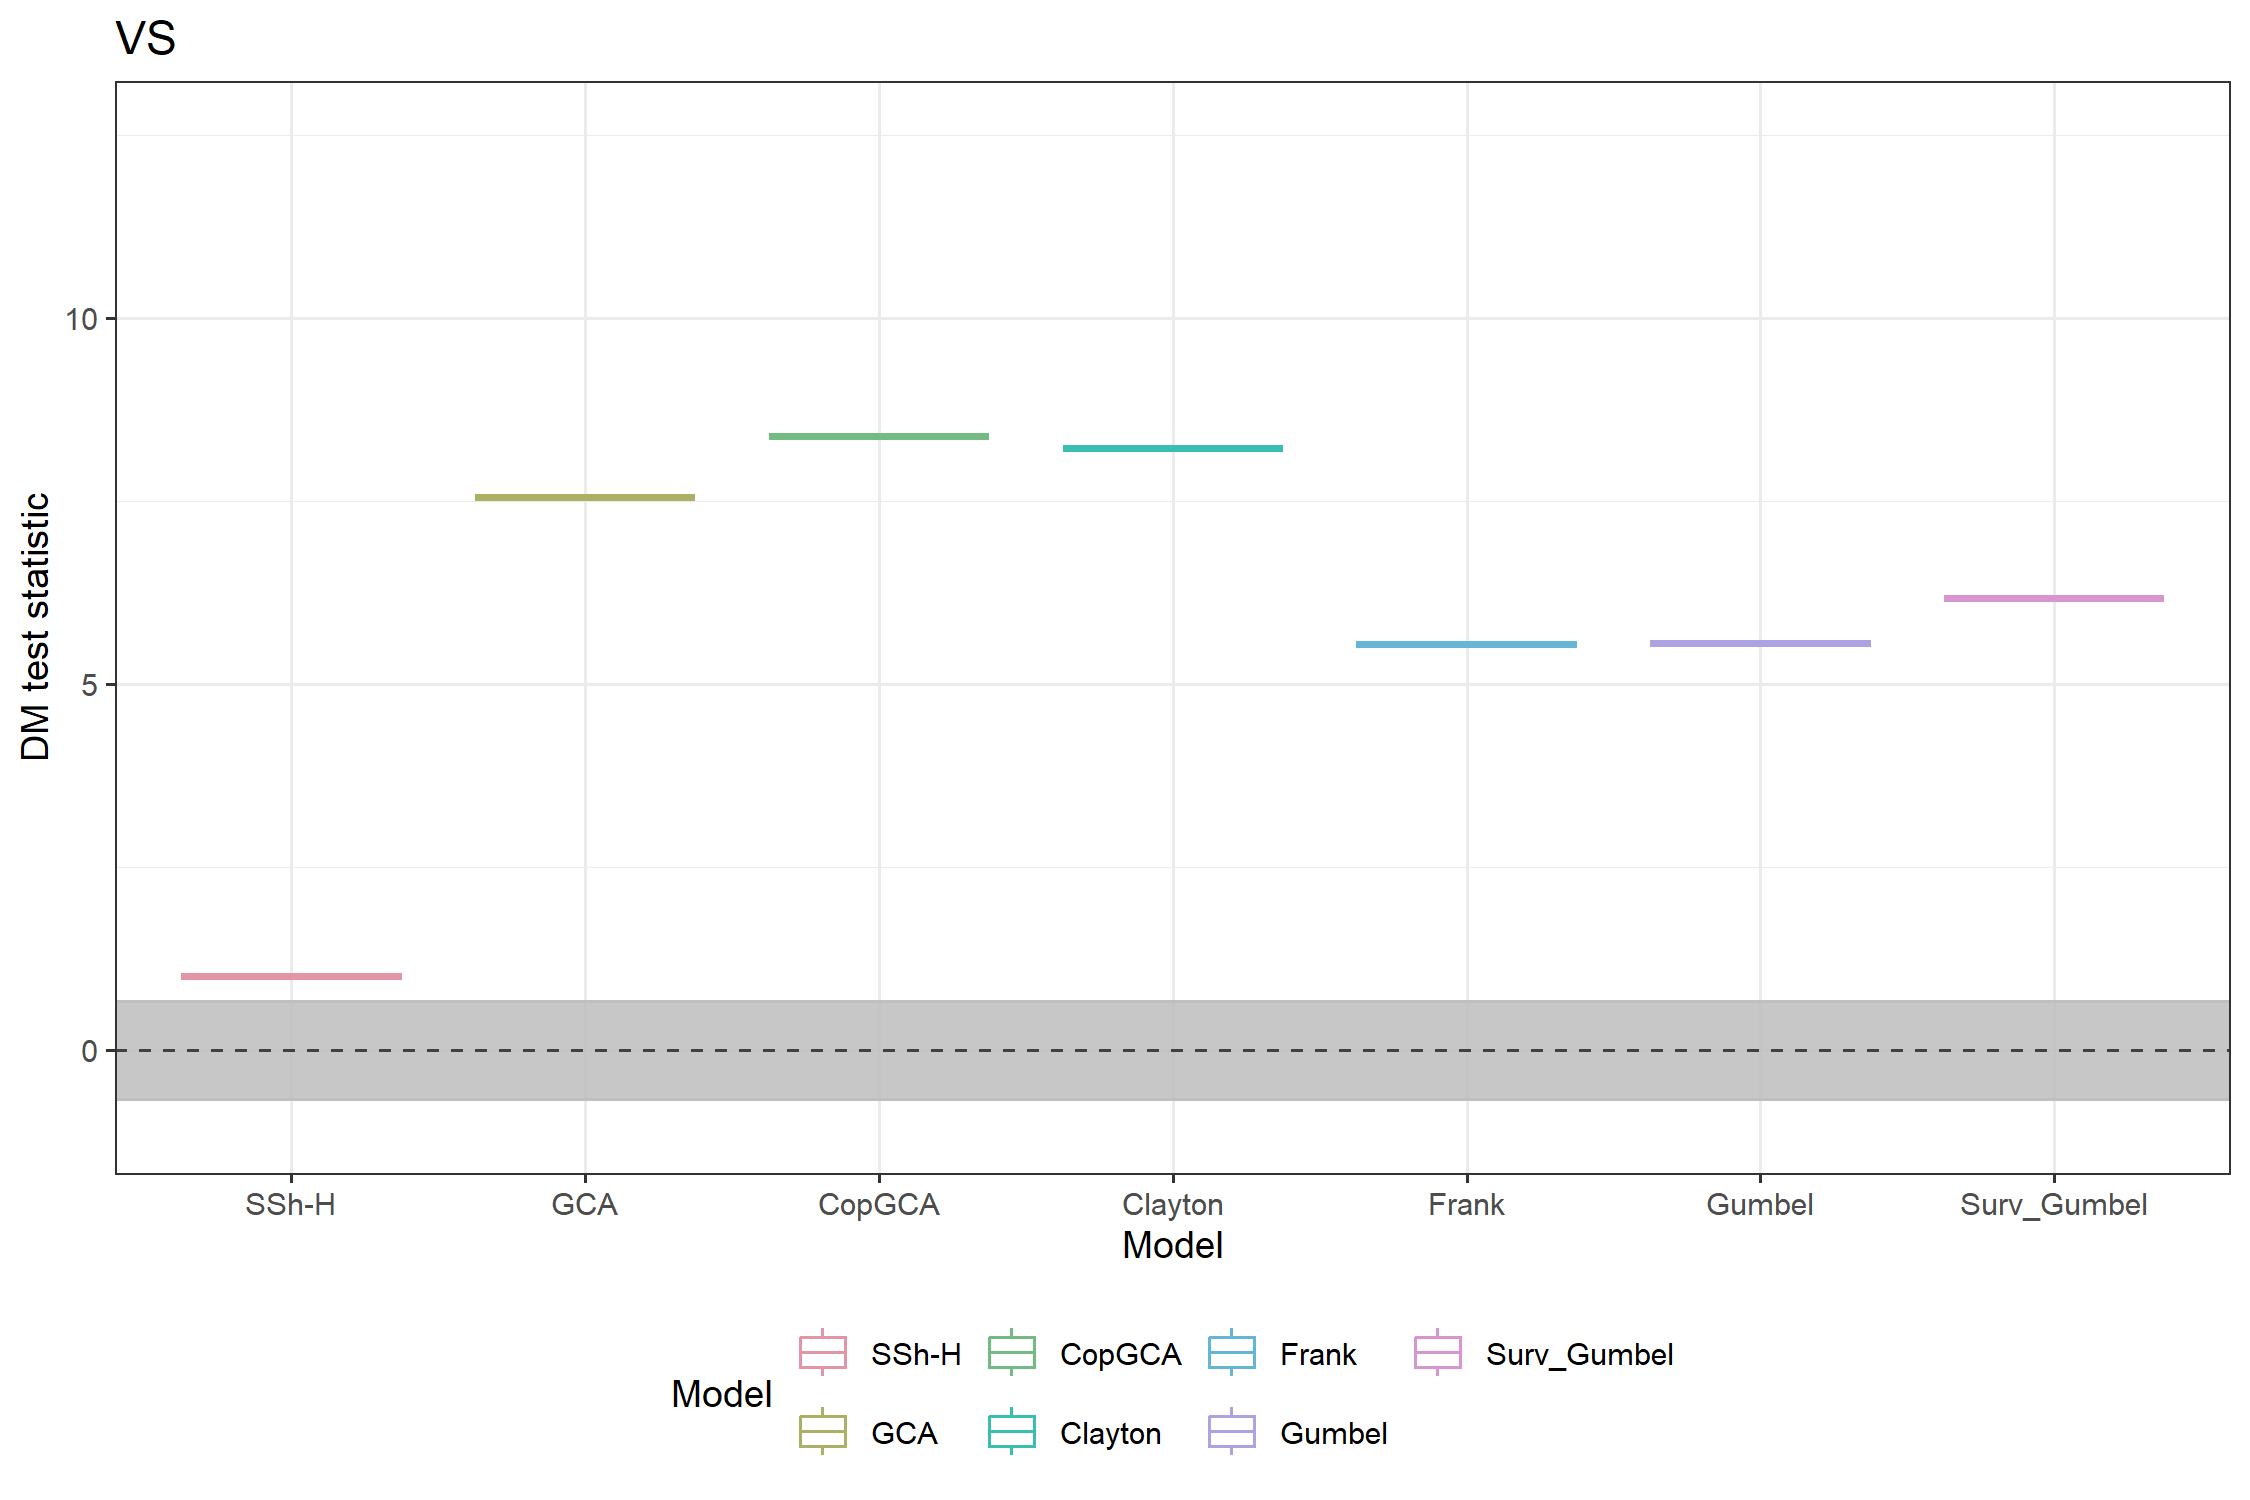 VS
DM test statistic
10
5
0
SSh-H GCA CopGCA Clayton Frank Gumbel Surv_Gumbel
Model
Model
SSh-H CopGCA Frank Surv_Gumbel
GCA Clayton Gumbel